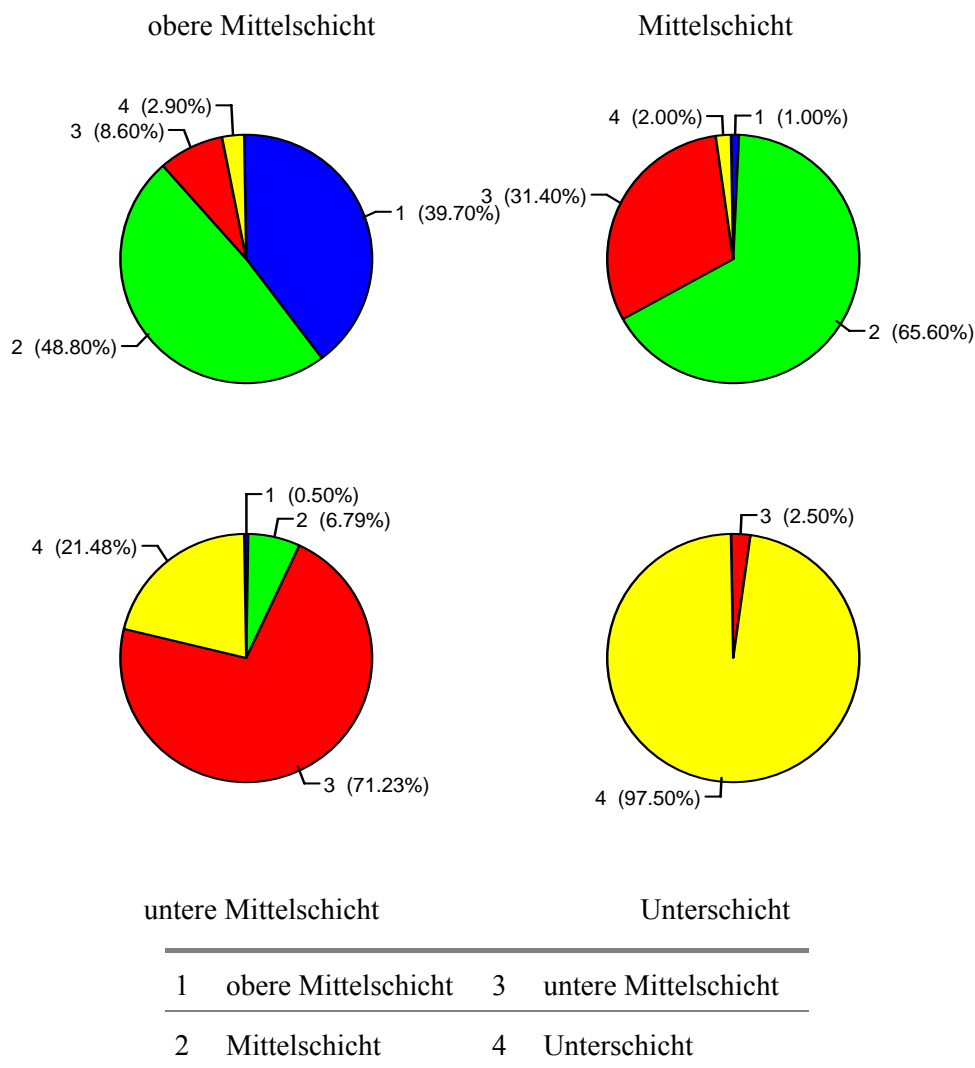 obere Mittelschicht Mittelschicht
4 (2.90%) 4 (2.00%) 1 (1.00%)
3 (8.60%)
3 (31.40%)
1 (39.70%)
2 (48.80%) 2 (65.60%)
1 (0.50%)
2 (6.79%) 3 (2.50%)
4 (21.48%)
3 (71.23%) 4 (97.50%)
untere Mittelschicht Unterschicht
1 obere Mittelschicht 3 untere Mittelschicht
2 Mittelschicht 4 Unterschicht